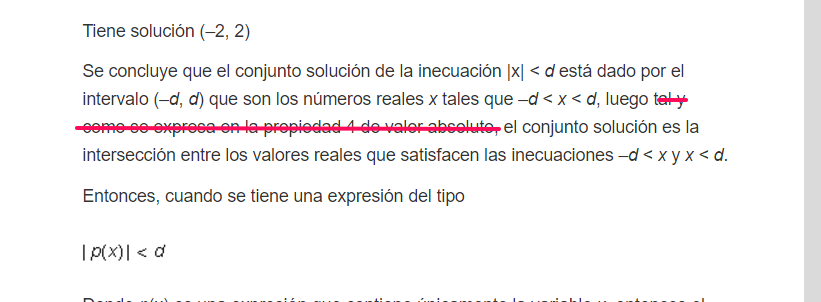 Tiene solución (–2, 2)
Se concluye que el conjunto solución de la inecuación |x| < d está dado por el
intervalo (–d, d) que son los números reales x tales que –d < x < d, luego tal y
como se expresa en la propiedad 4 de valor absoluto, el conjunto solución es la
intersección entre los valores reales que satisfacen las inecuaciones –d < x y x < d.
Entonces, cuando se tiene una expresión del tipo
| p(x)| < d
Donde p(x) es una expresión que contiene únicamente la variable x, entonces el